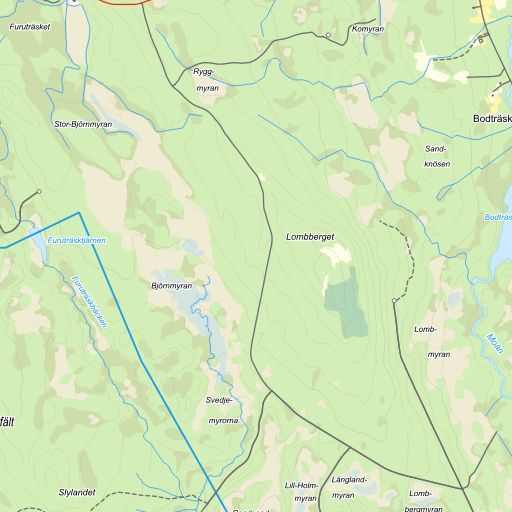 Furuträsket
Komyran
Rygg-
myran
Stor-Björnmyran
Bodträsk
Sand-
knösen
Bodträs
Furuträsktjärnen
Lombberget
Björnmyran
Furuträskbäcken
Lomb-
myran
Moån
Svedje-
myrorna
fält
Slylandet
Lill-Holm-
myran
Långland-
myran
Lomb-
bergmyran